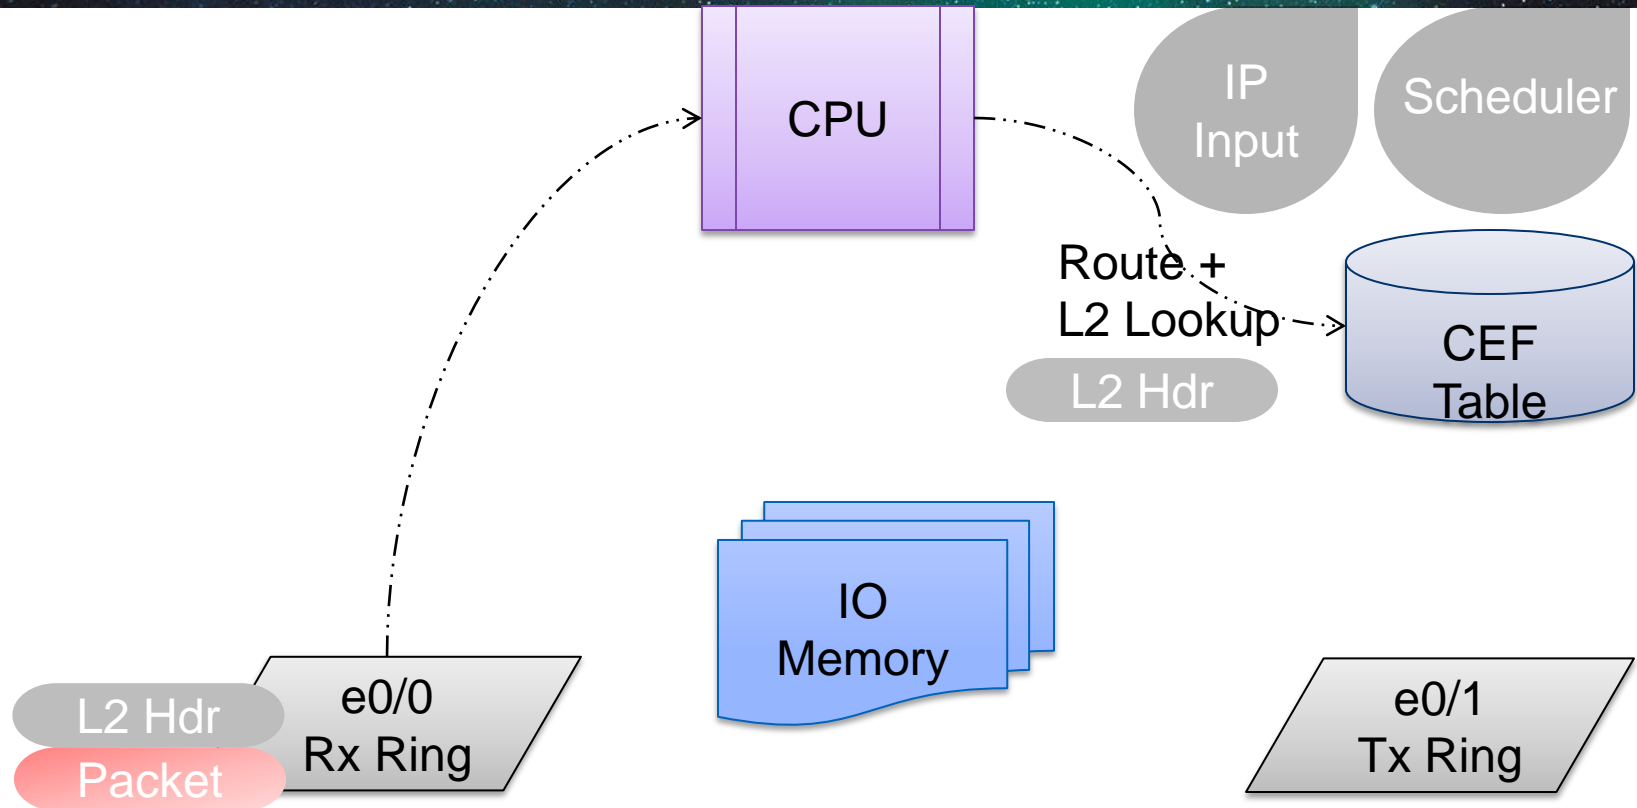 CPU
IP
Input
Scheduler
Route +
L2 Lookup
L2 Hdr
CEF
Table
IO
Memory
L2 Hdr
Packet
e0/0
Rx Ring
e0/1
Tx Ring